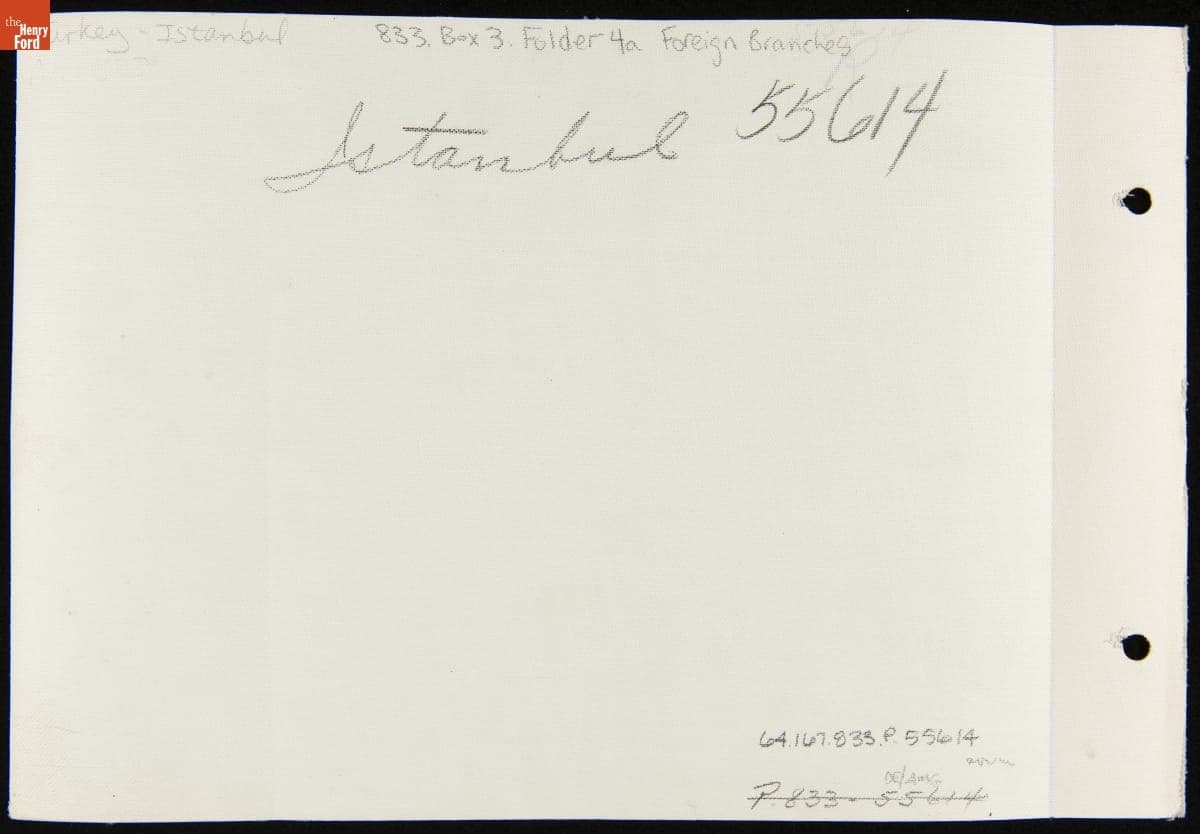 the
Henry
Ford
Turkey - Istanbul 833. Box 3. Folder 4a Foreign Branches
Istanbul 55614
64.167.833.P.55614
P.833-55614